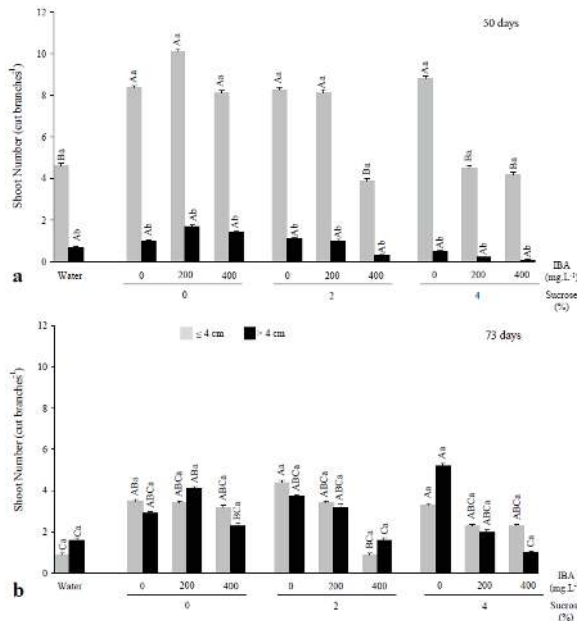 50 days
Shoot Number (cut branches⁻¹)
12
10
8
6
4
2
0
Ba
Ab
Aa
Ab
Aa
Ab
Aa
Ab
Aa
Ab
Aa
Ab
Ba
Ab
Aa
Ab
Ba
Ab
Ba
Ab
a
Water
0 200 400 0 200 400 0 200 400
IBA
(mg.L⁻¹)
0 2 4
Sucrose
(%)
73 days
≤ 4 cm > 4 cm
Shoot Number (cut branches⁻¹)
12
10
8
6
4
2
0
Ca
Ca
ABa
ABCa
ABCa
ABa
ABCa
BCa
Aa
ABCa
ABCa
ABCa
BCa
Ca
Aa
Aa
ABCa
ABCa
ABCa
Ca
b
Water
0 200 400 0 200 400 0 200 400
IBA
(mg.L⁻¹)
0 2 4
Sucrose
(%)